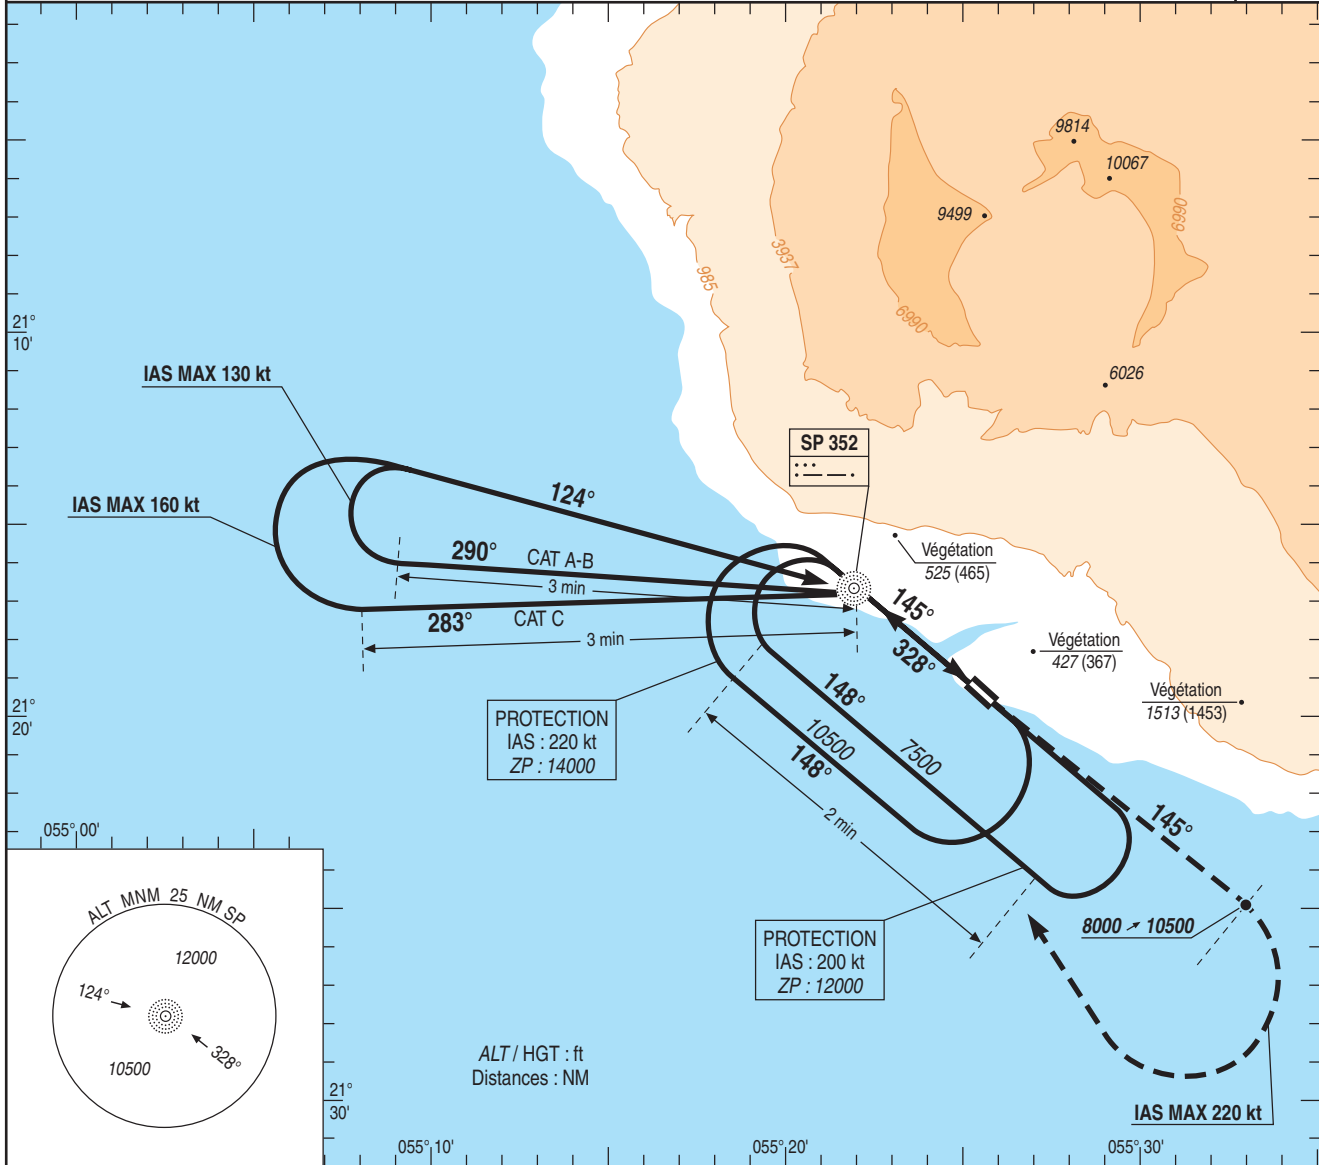 9814
10067
9499
6990
3937
985
6990
21°
10'
6026
IAS MAX 130 kt
SP 352
IAS MAX 160 kt
124°
290°
CAT A-B
3 min
283°
CAT C
3 min
Végétation
525 (465)
145°
328°
Végétation
427 (367)
Végétation
1513 (1453)
PROTECTION
IAS : 220 kt
ZP : 14000
148°
10500
148°
7500
21°
20'
2 min
145°
055° 00'
ALT MNM 25 NM SP
12000
124°
328°
10500
PROTECTION
IAS : 200 kt
ZP : 12000
8000 ➚ 10500
ALT / HGT : ft
Distances : NM
21°
30'
IAS MAX 220 kt
055° 10'
055° 20'
055° 30'